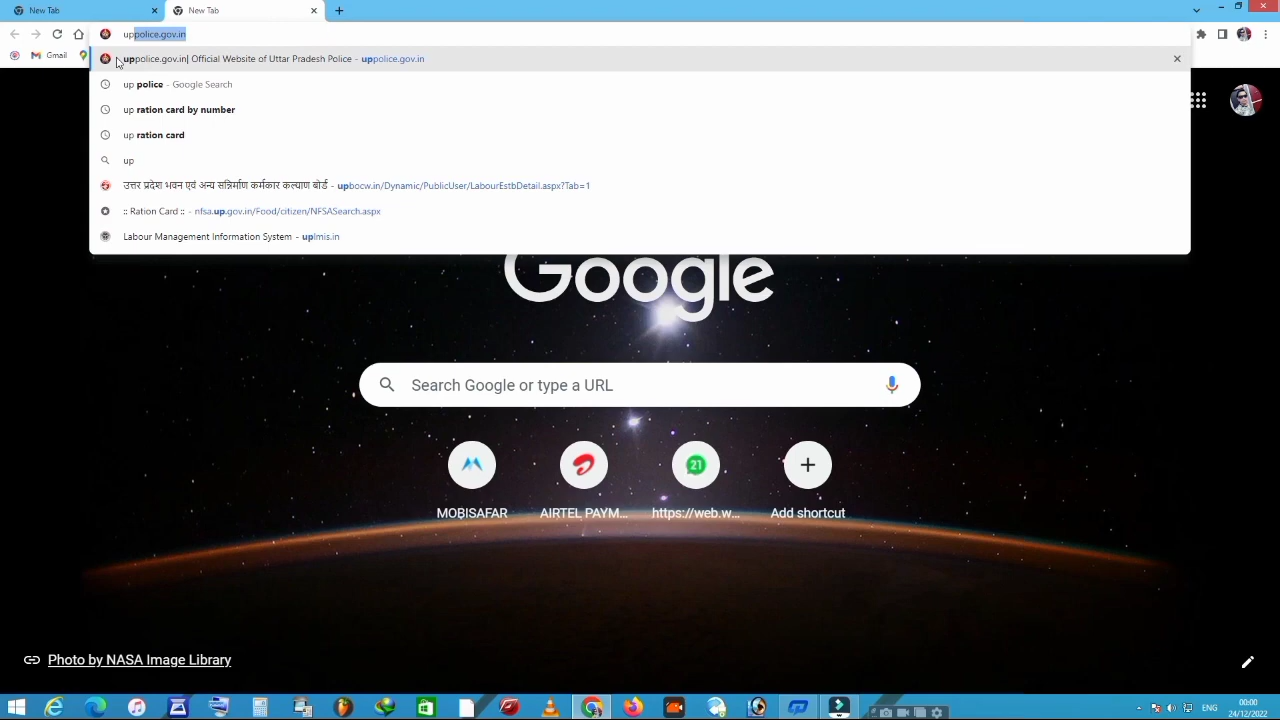 New Tab
New Tab
uppolice.gov.in
Gmail
uppolice.gov.in| Official Website of Uttar Pradesh Police - uppolice.gov.in
up police - Google Search
up ration card by number
up ration card
up
उत्तर प्रदेश भवन एवं अन्य सन्निर्माण कर्मकार कल्याण बोर्ड - upbocw.in/Dynamic/PublicUser/LabourEstbDetail.aspx?Tab=1
:: Ration Card :: - nfsa.up.gov.in/Food/citizen/NFSASearch.aspx
Labour Management Information System - uplmis.in
Google
Search Google or type a URL
21
MOBISAFAR
AIRTEL PAYM...
https://web.w...
Add shortcut
Photo by NASA Image Library
ENG
00:00
24/12/2022